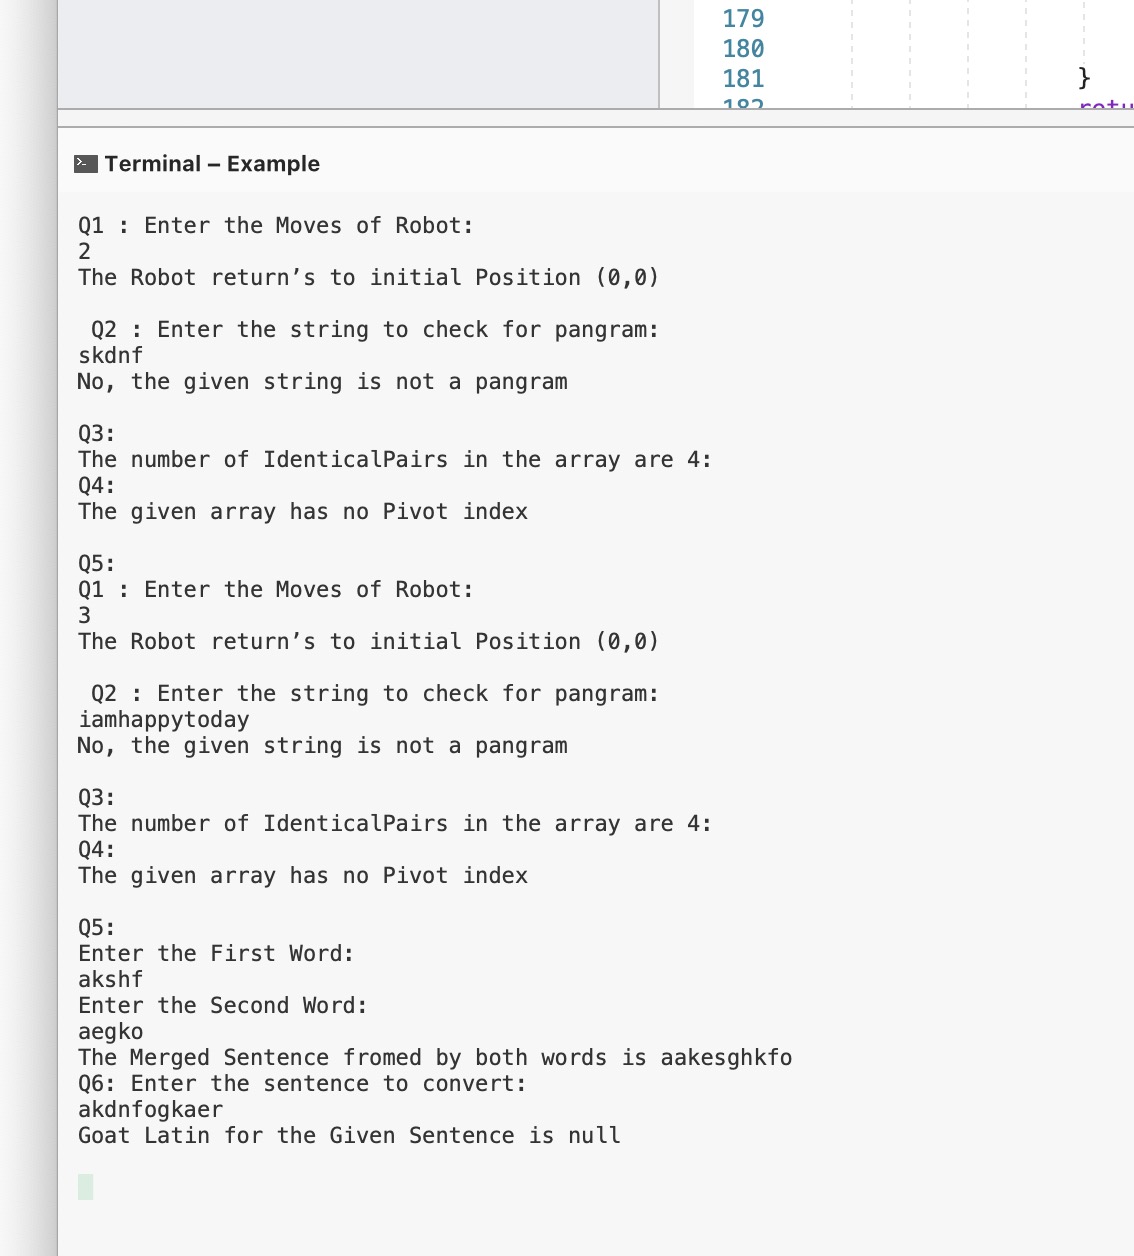 179
180
181 }
182 retu
Terminal – Example
Q1 : Enter the Moves of Robot:
2
The Robot return’s to initial Position (0,0)
Q2 : Enter the string to check for pangram:
skdnf
No, the given string is not a pangram
Q3:
The number of IdenticalPairs in the array are 4:
Q4:
The given array has no Pivot index
Q5:
Q1 : Enter the Moves of Robot:
3
The Robot return’s to initial Position (0,0)
Q2 : Enter the string to check for pangram:
iamhappytoday
No, the given string is not a pangram
Q3:
The number of IdenticalPairs in the array are 4:
Q4:
The given array has no Pivot index
Q5:
Enter the First Word:
akshf
Enter the Second Word:
aegko
The Merged Sentence fromed by both words is aakesghkfo
Q6: Enter the sentence to convert:
akdnfogkaer
Goat Latin for the Given Sentence is null